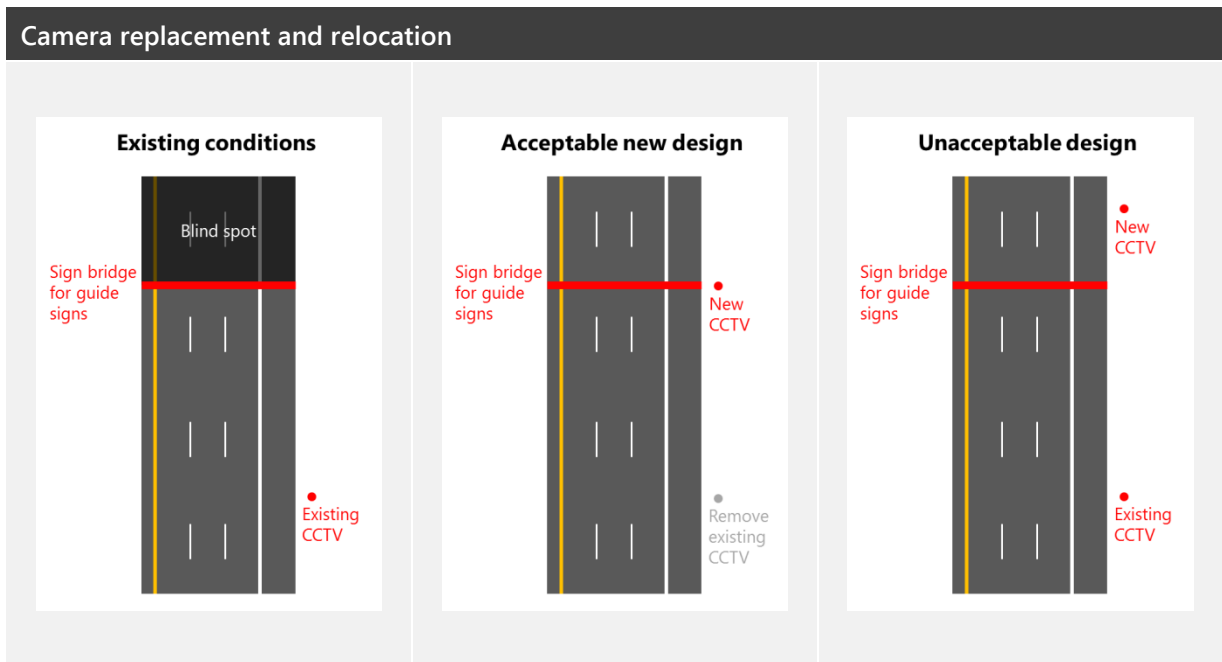 Camera replacement and relocation
Existing conditions
Blind spot
Sign bridge
for guide
signs
Existing
CCTV
Acceptable new design
Sign bridge
for guide
signs
New
CCTV
Remove
existing
CCTV
Unacceptable design
New
CCTV
Sign bridge
for guide
signs
Existing
CCTV